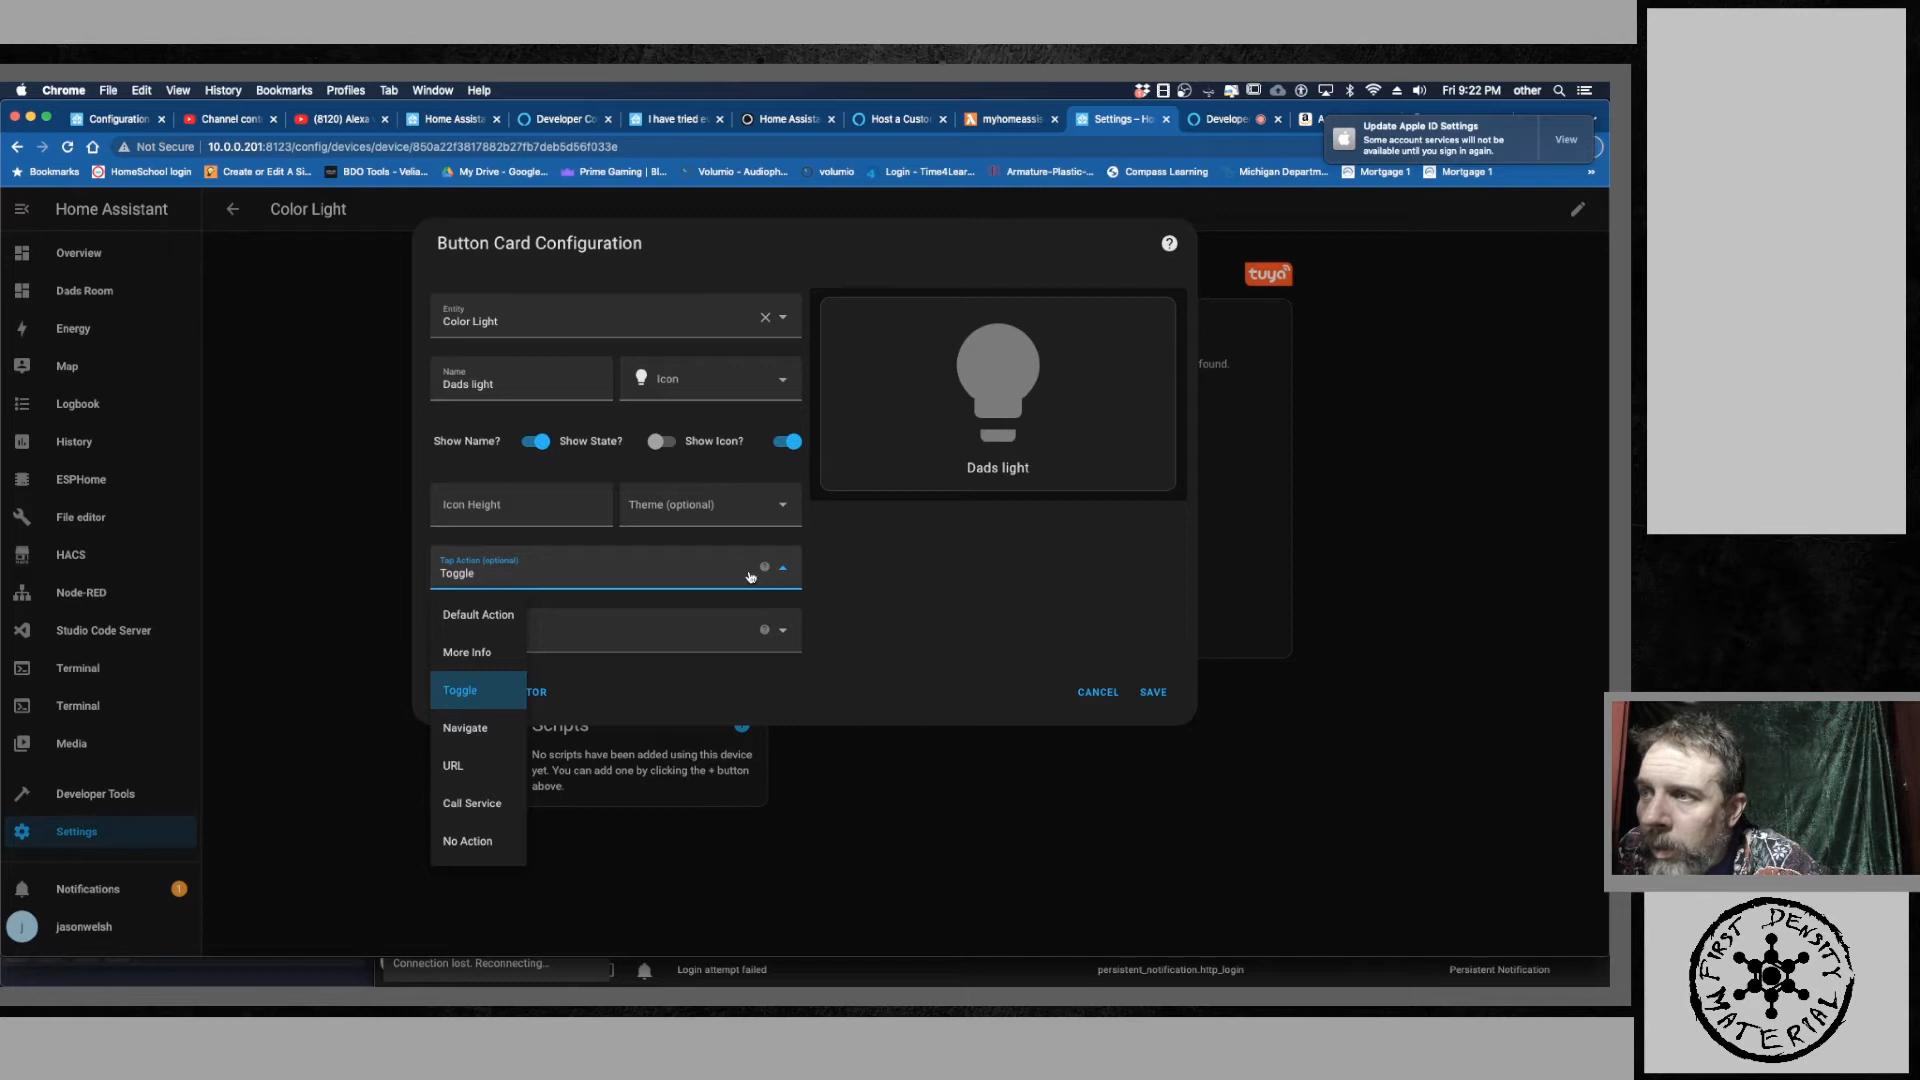 Chrome File Edit View History Bookmarks Profiles Tab Window Help
Fri 9:22 PM other
Configuration
Channel cont
(8120) Alexa
Home Assista
Developer Co
I have tried e
Home Assista
Host a Custo
myhomeassis
Settings – Ho
Develope
A
Update Apple ID Settings
Some account services will not be
available until you sign in again.
View
Not Secure 10.0.0.201:8123/config/devices/device/850a22f3817882b27fb7deb5d56f033e
Bookmarks
HomeSchool login
Create or Edit A Si...
BDO Tools - Velia...
My Drive - Google...
Prime Gaming | Bl...
Volumio - Audioph...
volumio
Login - Time4Lear...
Armature-Plastic-...
Compass Learning
Michigan Departm...
Mortgage 1
Mortgage 1
»
Home Assistant
Color Light
Overview
Dads Room
Energy
Map
Logbook
History
ESPHome
File editor
HACS
Node-RED
Studio Code Server
Terminal
Terminal
Media
Developer Tools
Settings
Notifications 1
j jasonwelsh
Button Card Configuration
?
tuya
found.
Entity
Color Light
Name
Dads light
Icon
Show Name? Show State? Show Icon?
Icon Height
Theme (optional)
Tap Action (optional)
Toggle
Default Action
More Info
Toggle
Navigate
URL
Call Service
No Action
TOR
Dads light
CANCEL SAVE
Scripts
No scripts have been added using this device
yet. You can add one by clicking the + button
above.
Connection lost. Reconnecting...
Login attempt failed
persistent_notification.http_login
Persistent Notification
FIRST DENSITY
MATERIAL